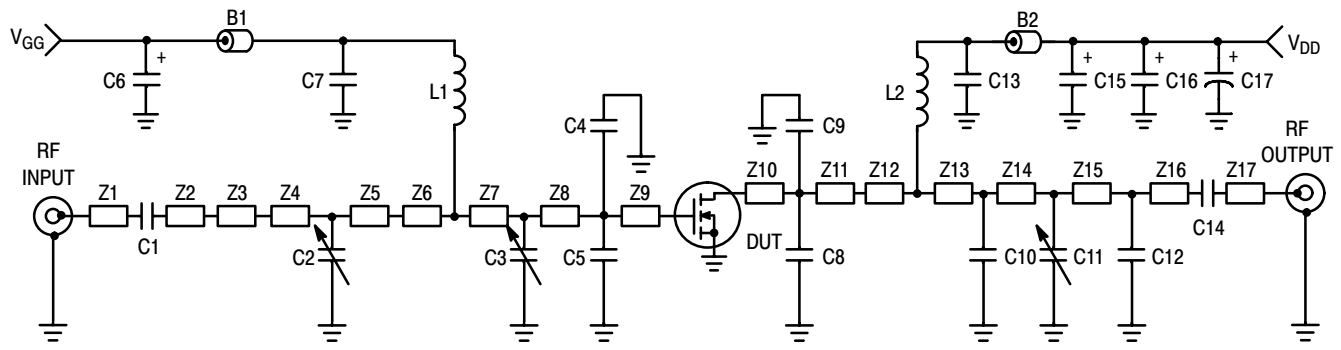 B1
B2
VGG
VDD
C6 +
C7
L1
C4
C9
L2
C13
+ C15
+ C16
+ C17
RF
INPUT
RF
OUTPUT
Z1
Z2
Z3
Z4
Z5
Z6
Z7
Z8
Z9
Z10
Z11
Z12
Z13
Z14
Z15
Z16
Z17
C1
C2
C3
C5
DUT
C8
C10
C11
C12
C14